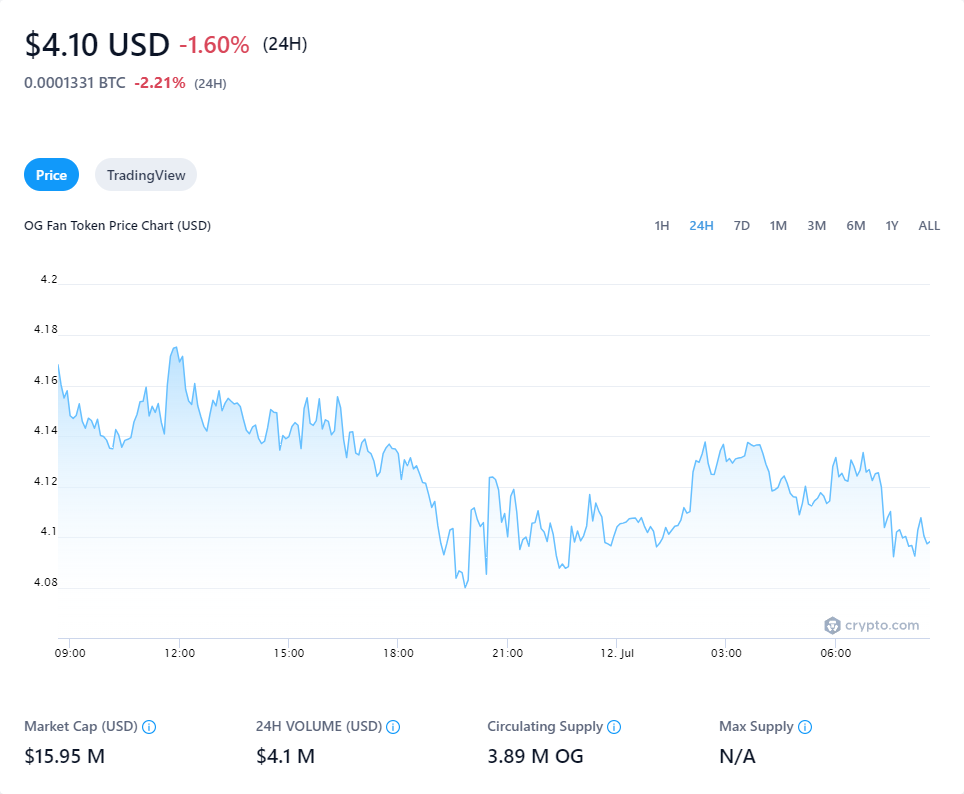 $4.10 USD -1.60% (24H)
0.0001331 BTC -2.21% (24H)
Price TradingView
OG Fan Token Price Chart (USD) 1H 24H 7D 1M 3M 6M 1Y ALL
4.2
4.18
4.16
4.14
4.12
4.1
4.08
crypto.com
09:00 12:00 15:00 18:00 21:00 12. Jul 03:00 06:00
Market Cap (USD) 24H VOLUME (USD) Circulating Supply Max Supply
$15.95 M $4.1 M 3.89 M OG N/A